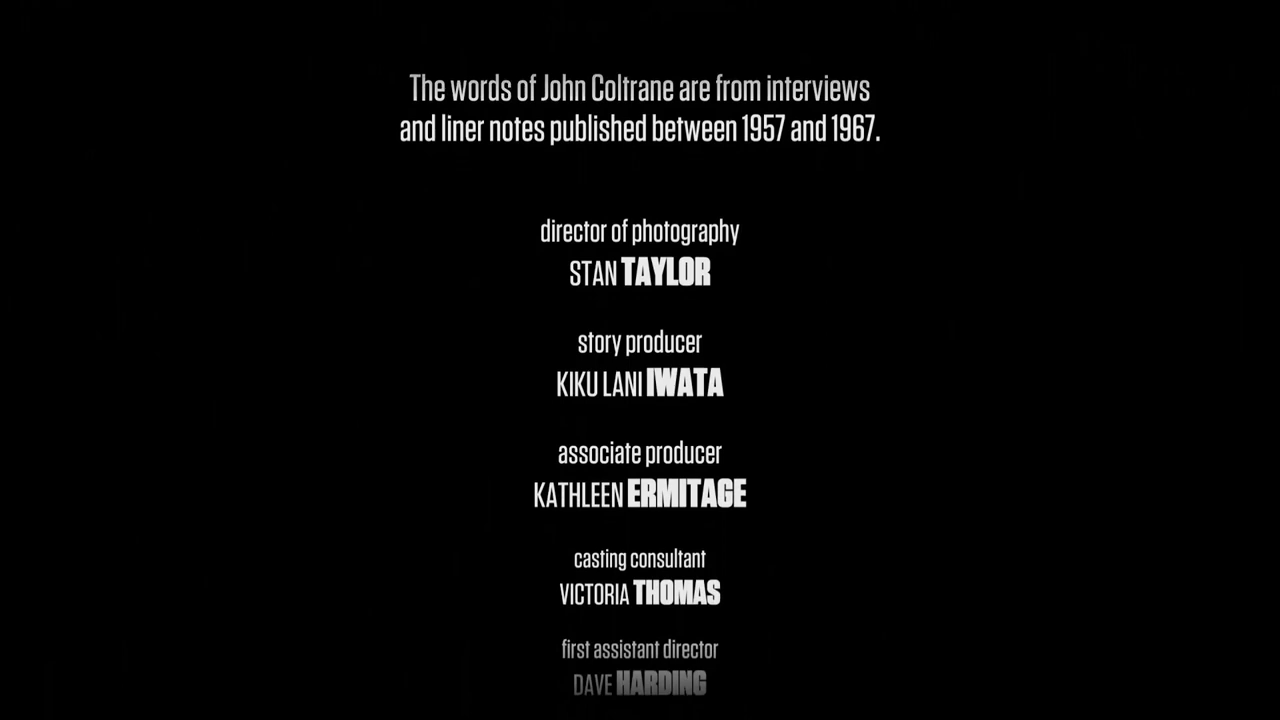 The words of John Coltrane are from interviews
and liner notes published between 1957 and 1967.
director of photography
STAN TAYLOR
story producer
KIKU LANI IWATA
associate producer
KATHLEEN ERMITAGE
casting consultant
VICTORIA THOMAS
first assistant director
DAVE HARDING